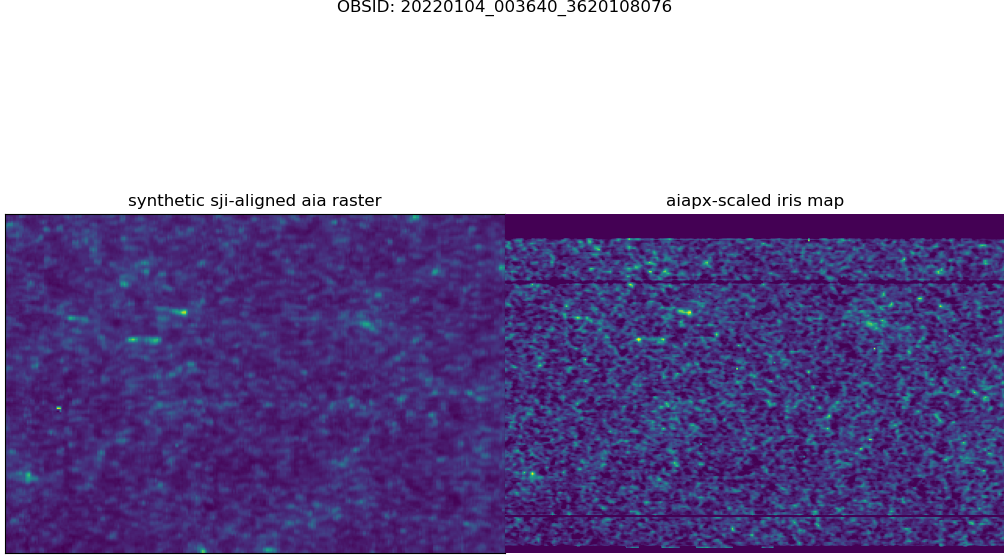 OBSID: 20220104_003640_3620108076
synthetic sji-aligned aia raster
aiapx-scaled iris map